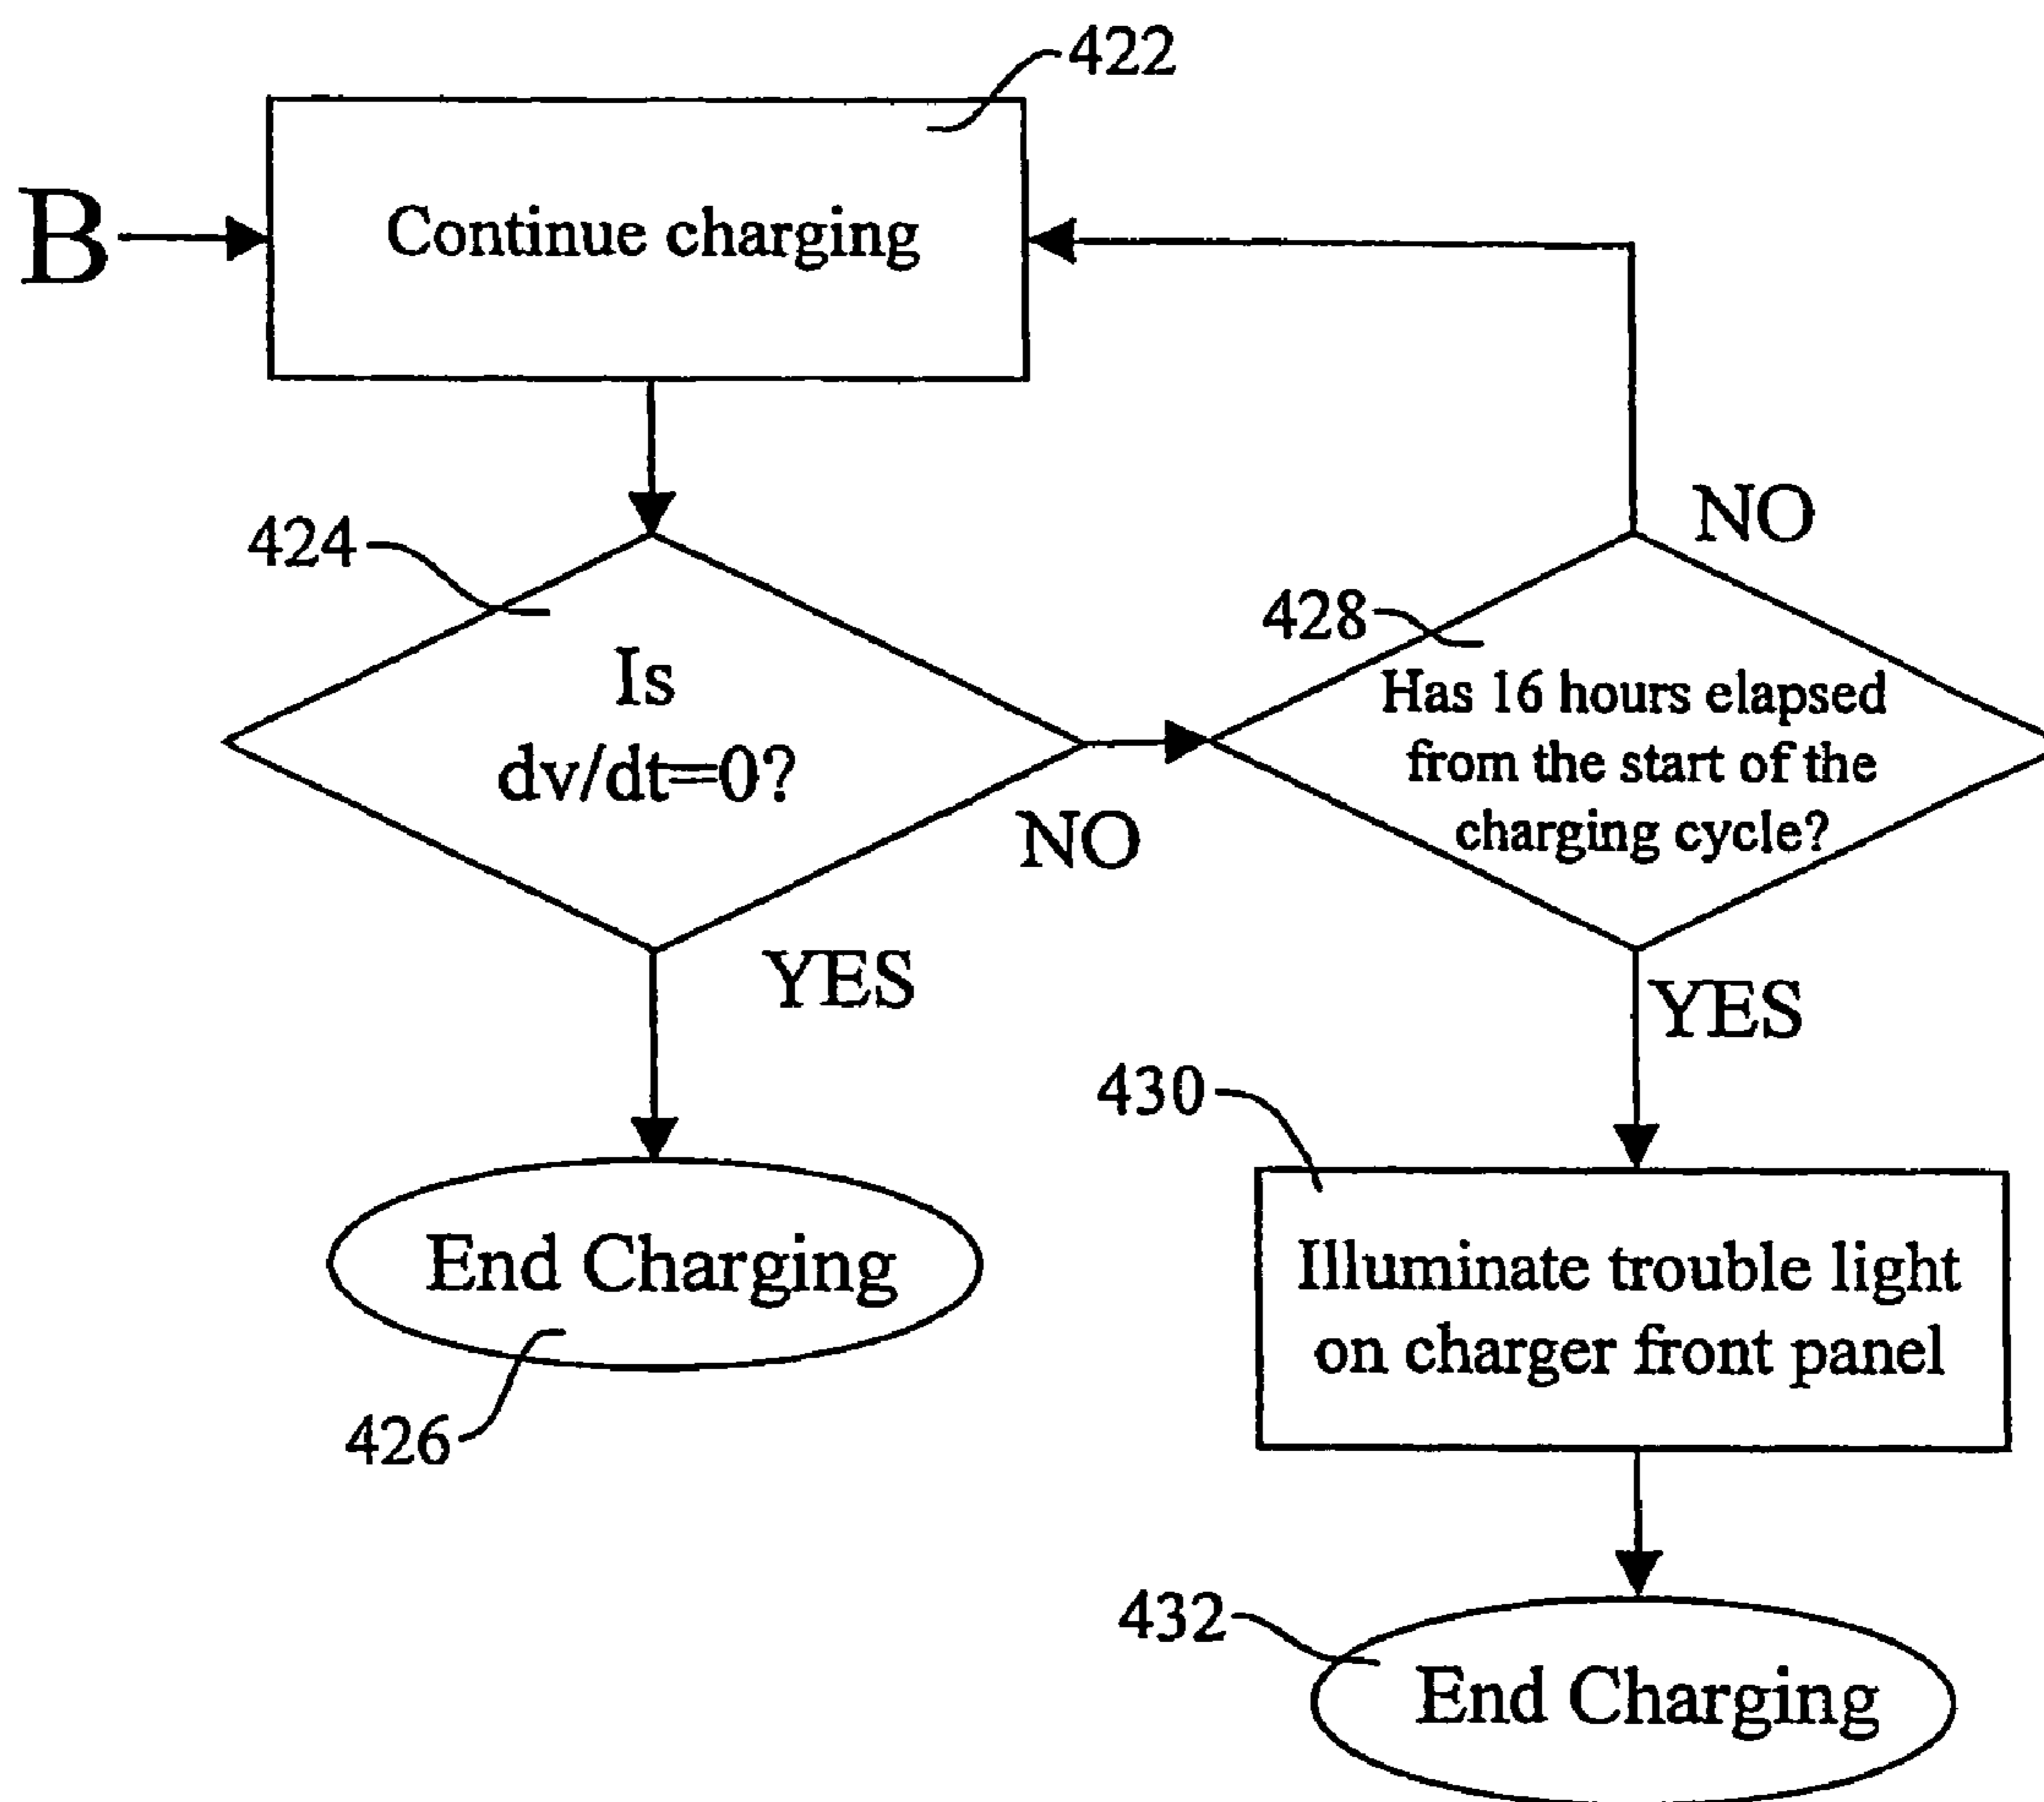 422
B
Continue charging
424
Is
dv/dt=0?
NO
YES
428
Has 16 hours elapsed
from the start of the
charging cycle?
NO
YES
End Charging
426
430
Illuminate trouble light
on charger front panel
432
End Charging